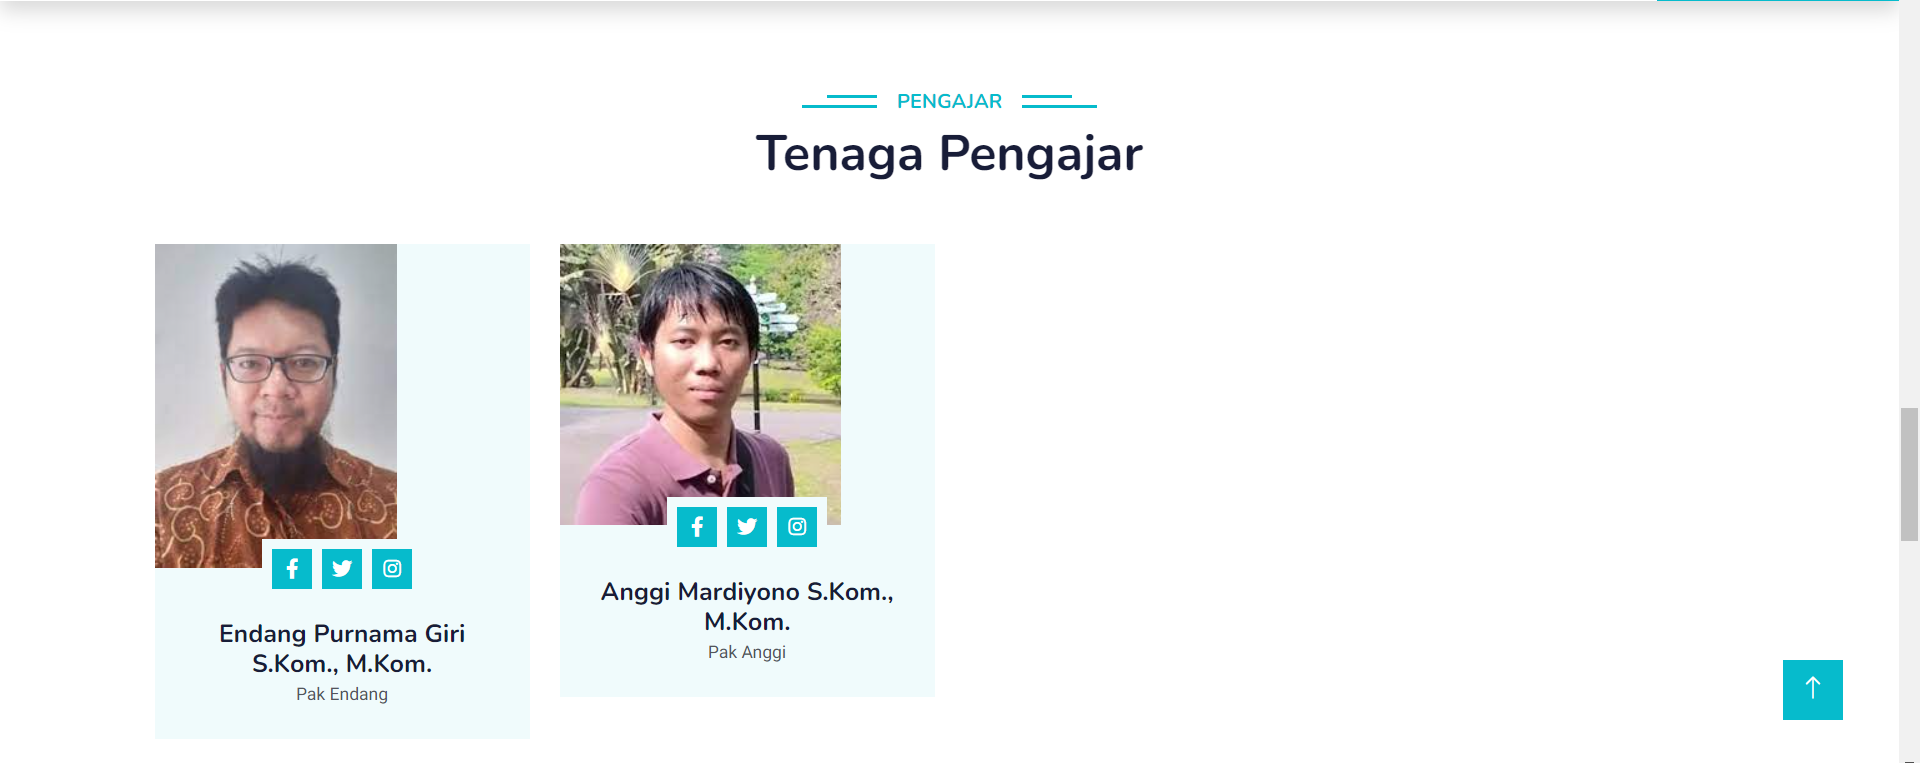 PENGAJAR
Tenaga Pengajar
Endang Purnama Giri
S.Kom., M.Kom.
Pak Endang
Anggi Mardiyono S.Kom.,
M.Kom.
Pak Anggi